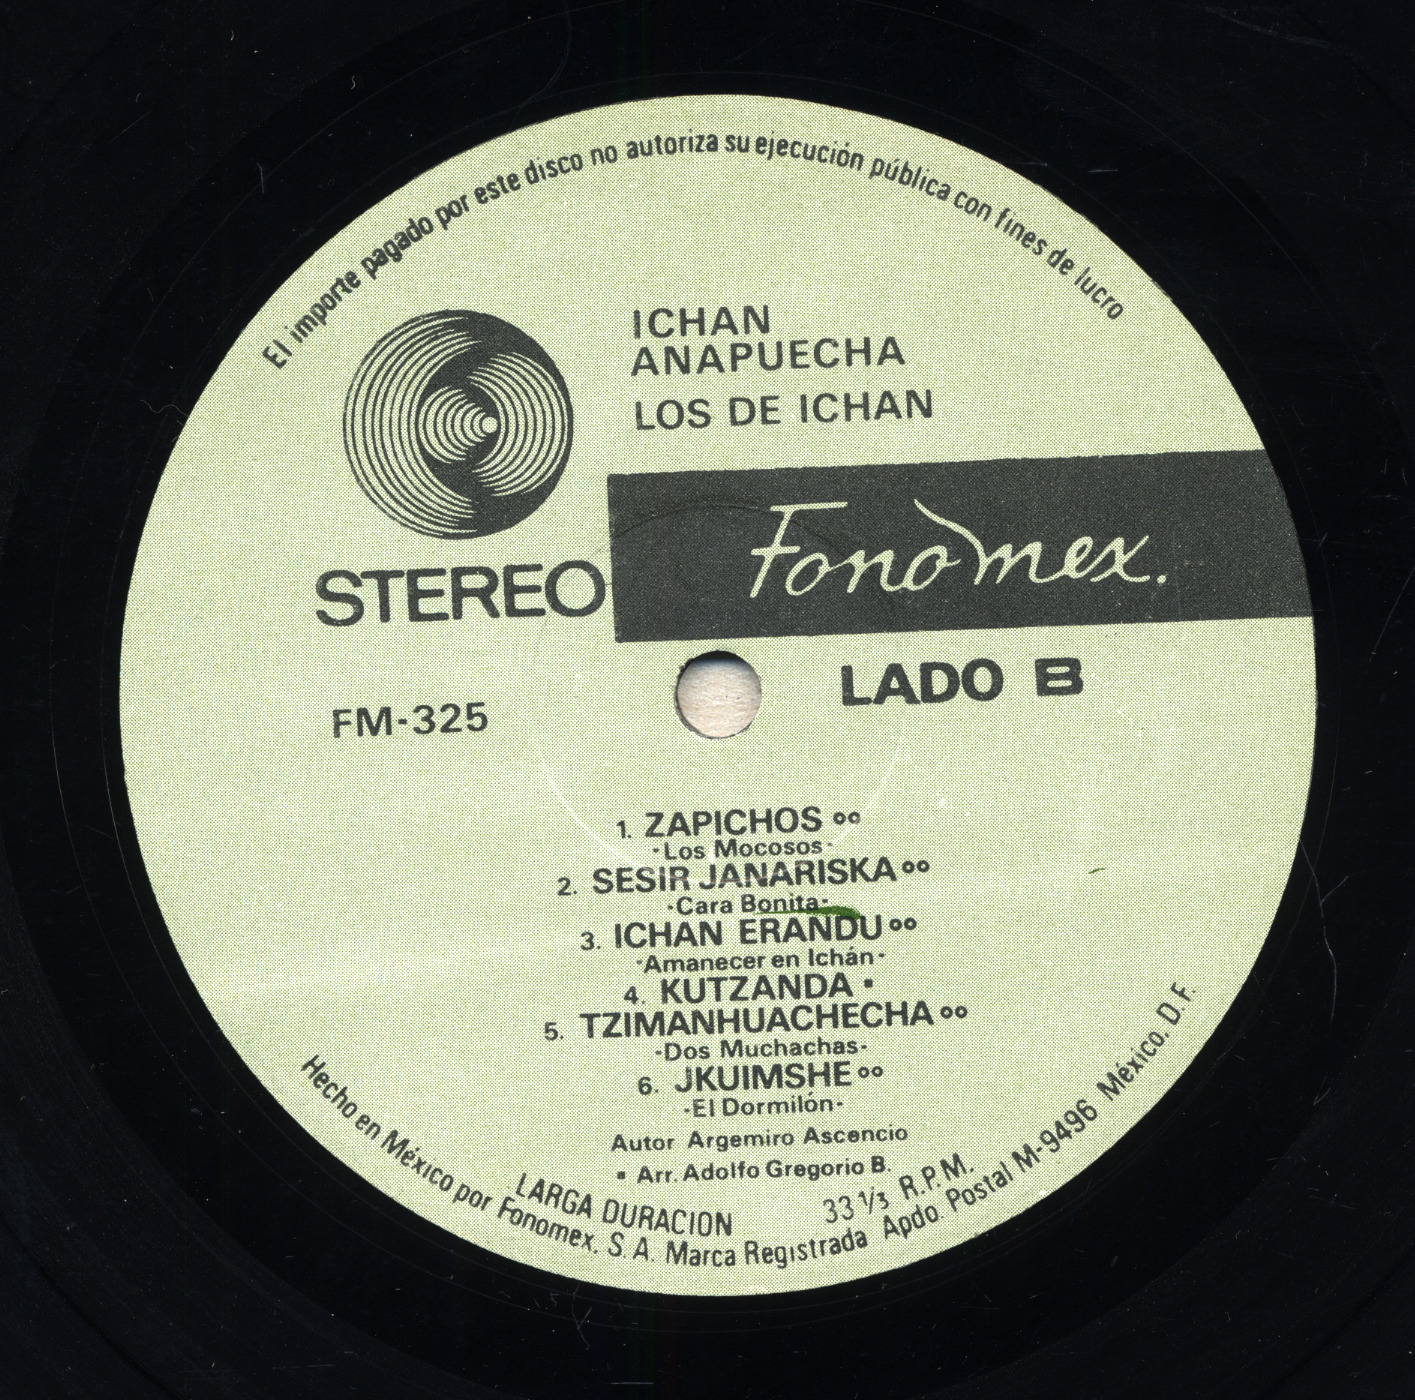 El importe pagado por este disco no autoriza su ejecución pública con fines de lucro
ICHAN
ANAPUECHA
LOS DE ICHAN
Fonomex.
STEREO
LADO B
FM-325
1. ZAPICHOS °°
-Los Mocosos-
2. SESIR JANARISKA °°
-Cara Bonita-
3. ICHAN ERANDU °°
-Amanecer en Ichán-
4. KUTZANDA ▪
5. TZIMANHUACHECHA °°
-Dos Muchachas-
6. JKUIMSHE °°
-El Dormilón-
Autor Argemiro Ascencio
▪ Arr. Adolfo Gregorio B.
LARGA DURACION 33 1/3 R.P.M.
Hecho en México por Fonomex, S.A. Marca Registrada Apdo. Postal M-9496 México, D.F.